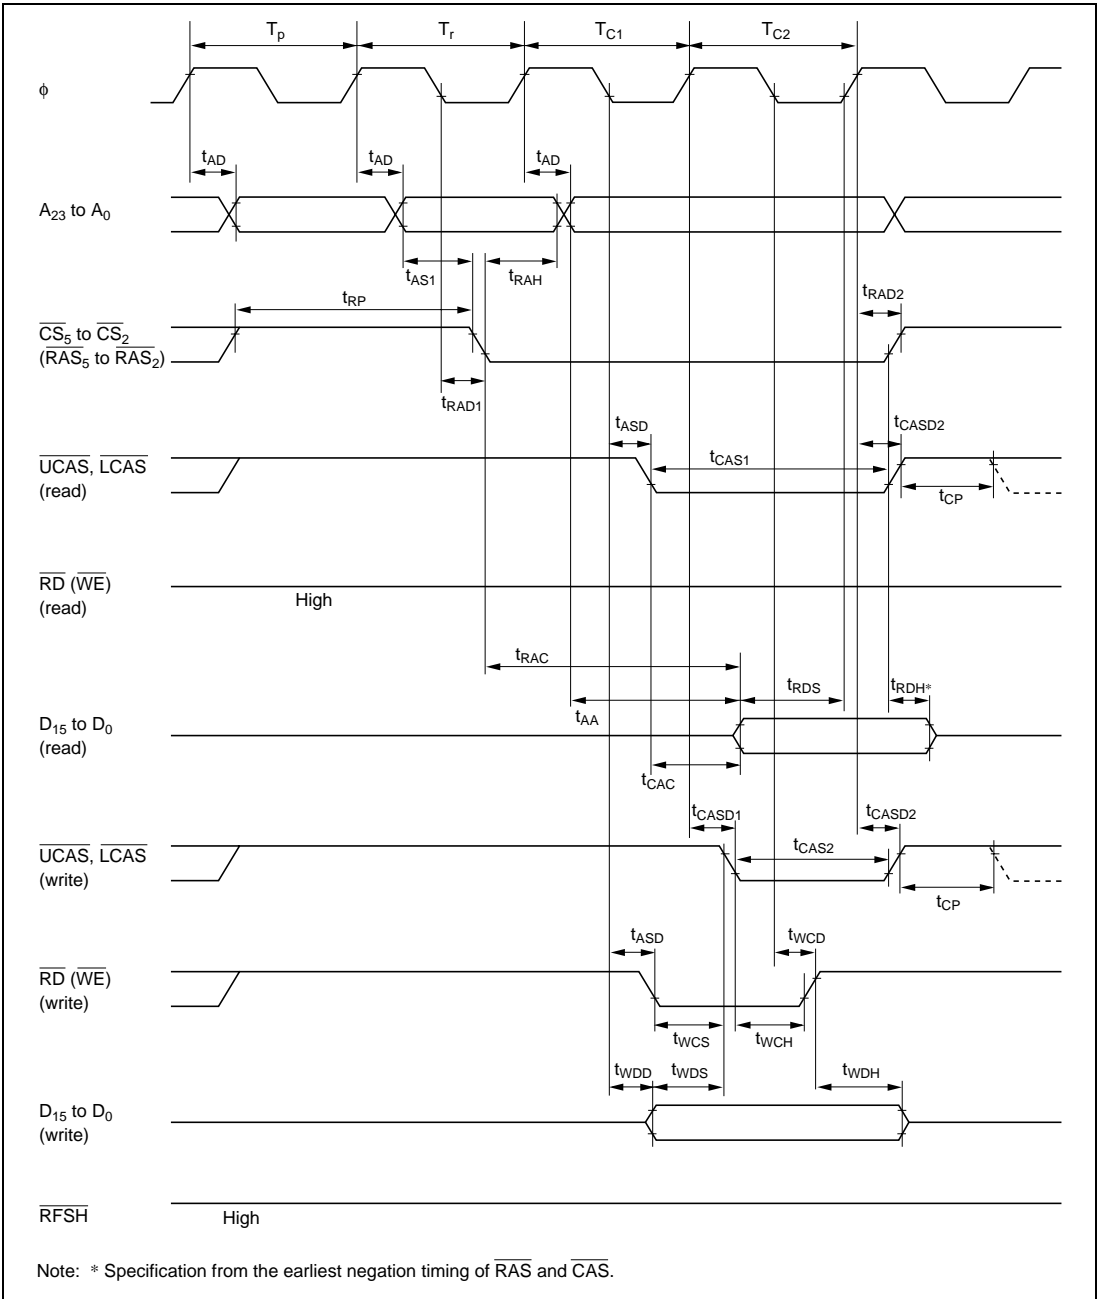 Tp Tr TC1 TC2
ϕ
tAD tAD tAD
A23 to A0
tAS1 tRAH
tRP tRAD2
CS5 to CS2
(RAS5 to RAS2)
tRAD1
tASD tCASD2
UCAS, LCAS
(read)
tCAS1
tCP
RD (WE)
(read)
High
tRAC
tRDS tRDH*
tAA
D15 to D0
(read)
tCAC
tCASD1 tCASD2
UCAS, LCAS
(write)
tCAS2
tCP
tASD tWCD
RD (WE)
(write)
tWCS tWCH
tWDD tWDS tWDH
D15 to D0
(write)
RFSH
High
Note: * Specification from the earliest negation timing of RAS and CAS.